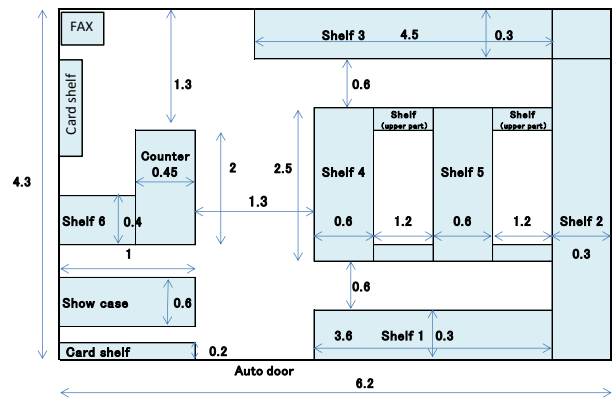 FAX
Shelf 3
4.5
0.3
Card shelf
1.3
0.6
Shelf
(upper part)
Shelf
(upper part)
Counter
0.45
2
2.5
Shelf 4
Shelf 5
4.3
1.3
Shelf 6
0.4
0.6
1.2
0.6
1.2
Shelf 2
0.3
1
Show case
0.6
0.6
3.6
Shelf 1
0.3
Card shelf
0.2
Auto door
6.2